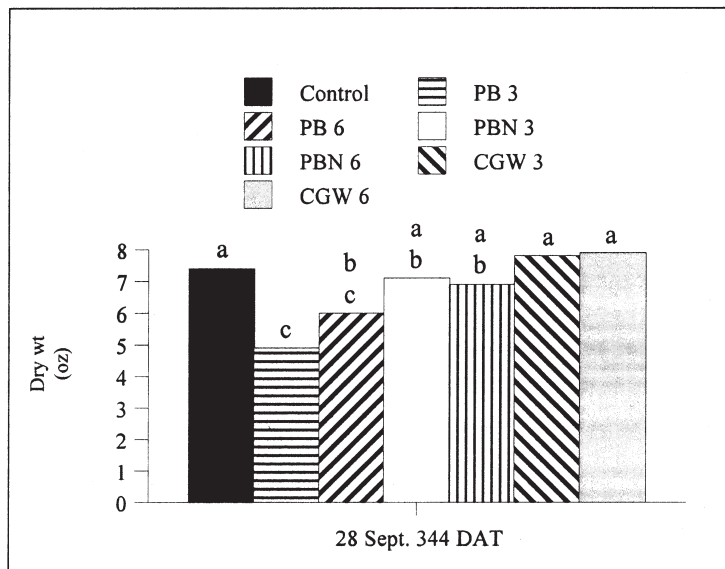 Control PB 3
PB 6 PBN 3
PBN 6 CGW 3
CGW 6
a a
a b a a a a
8
7
6
5
4
3
2
1
0
b
c
b
b
c
Dry wt
(oz)
28 Sept. 344 DAT